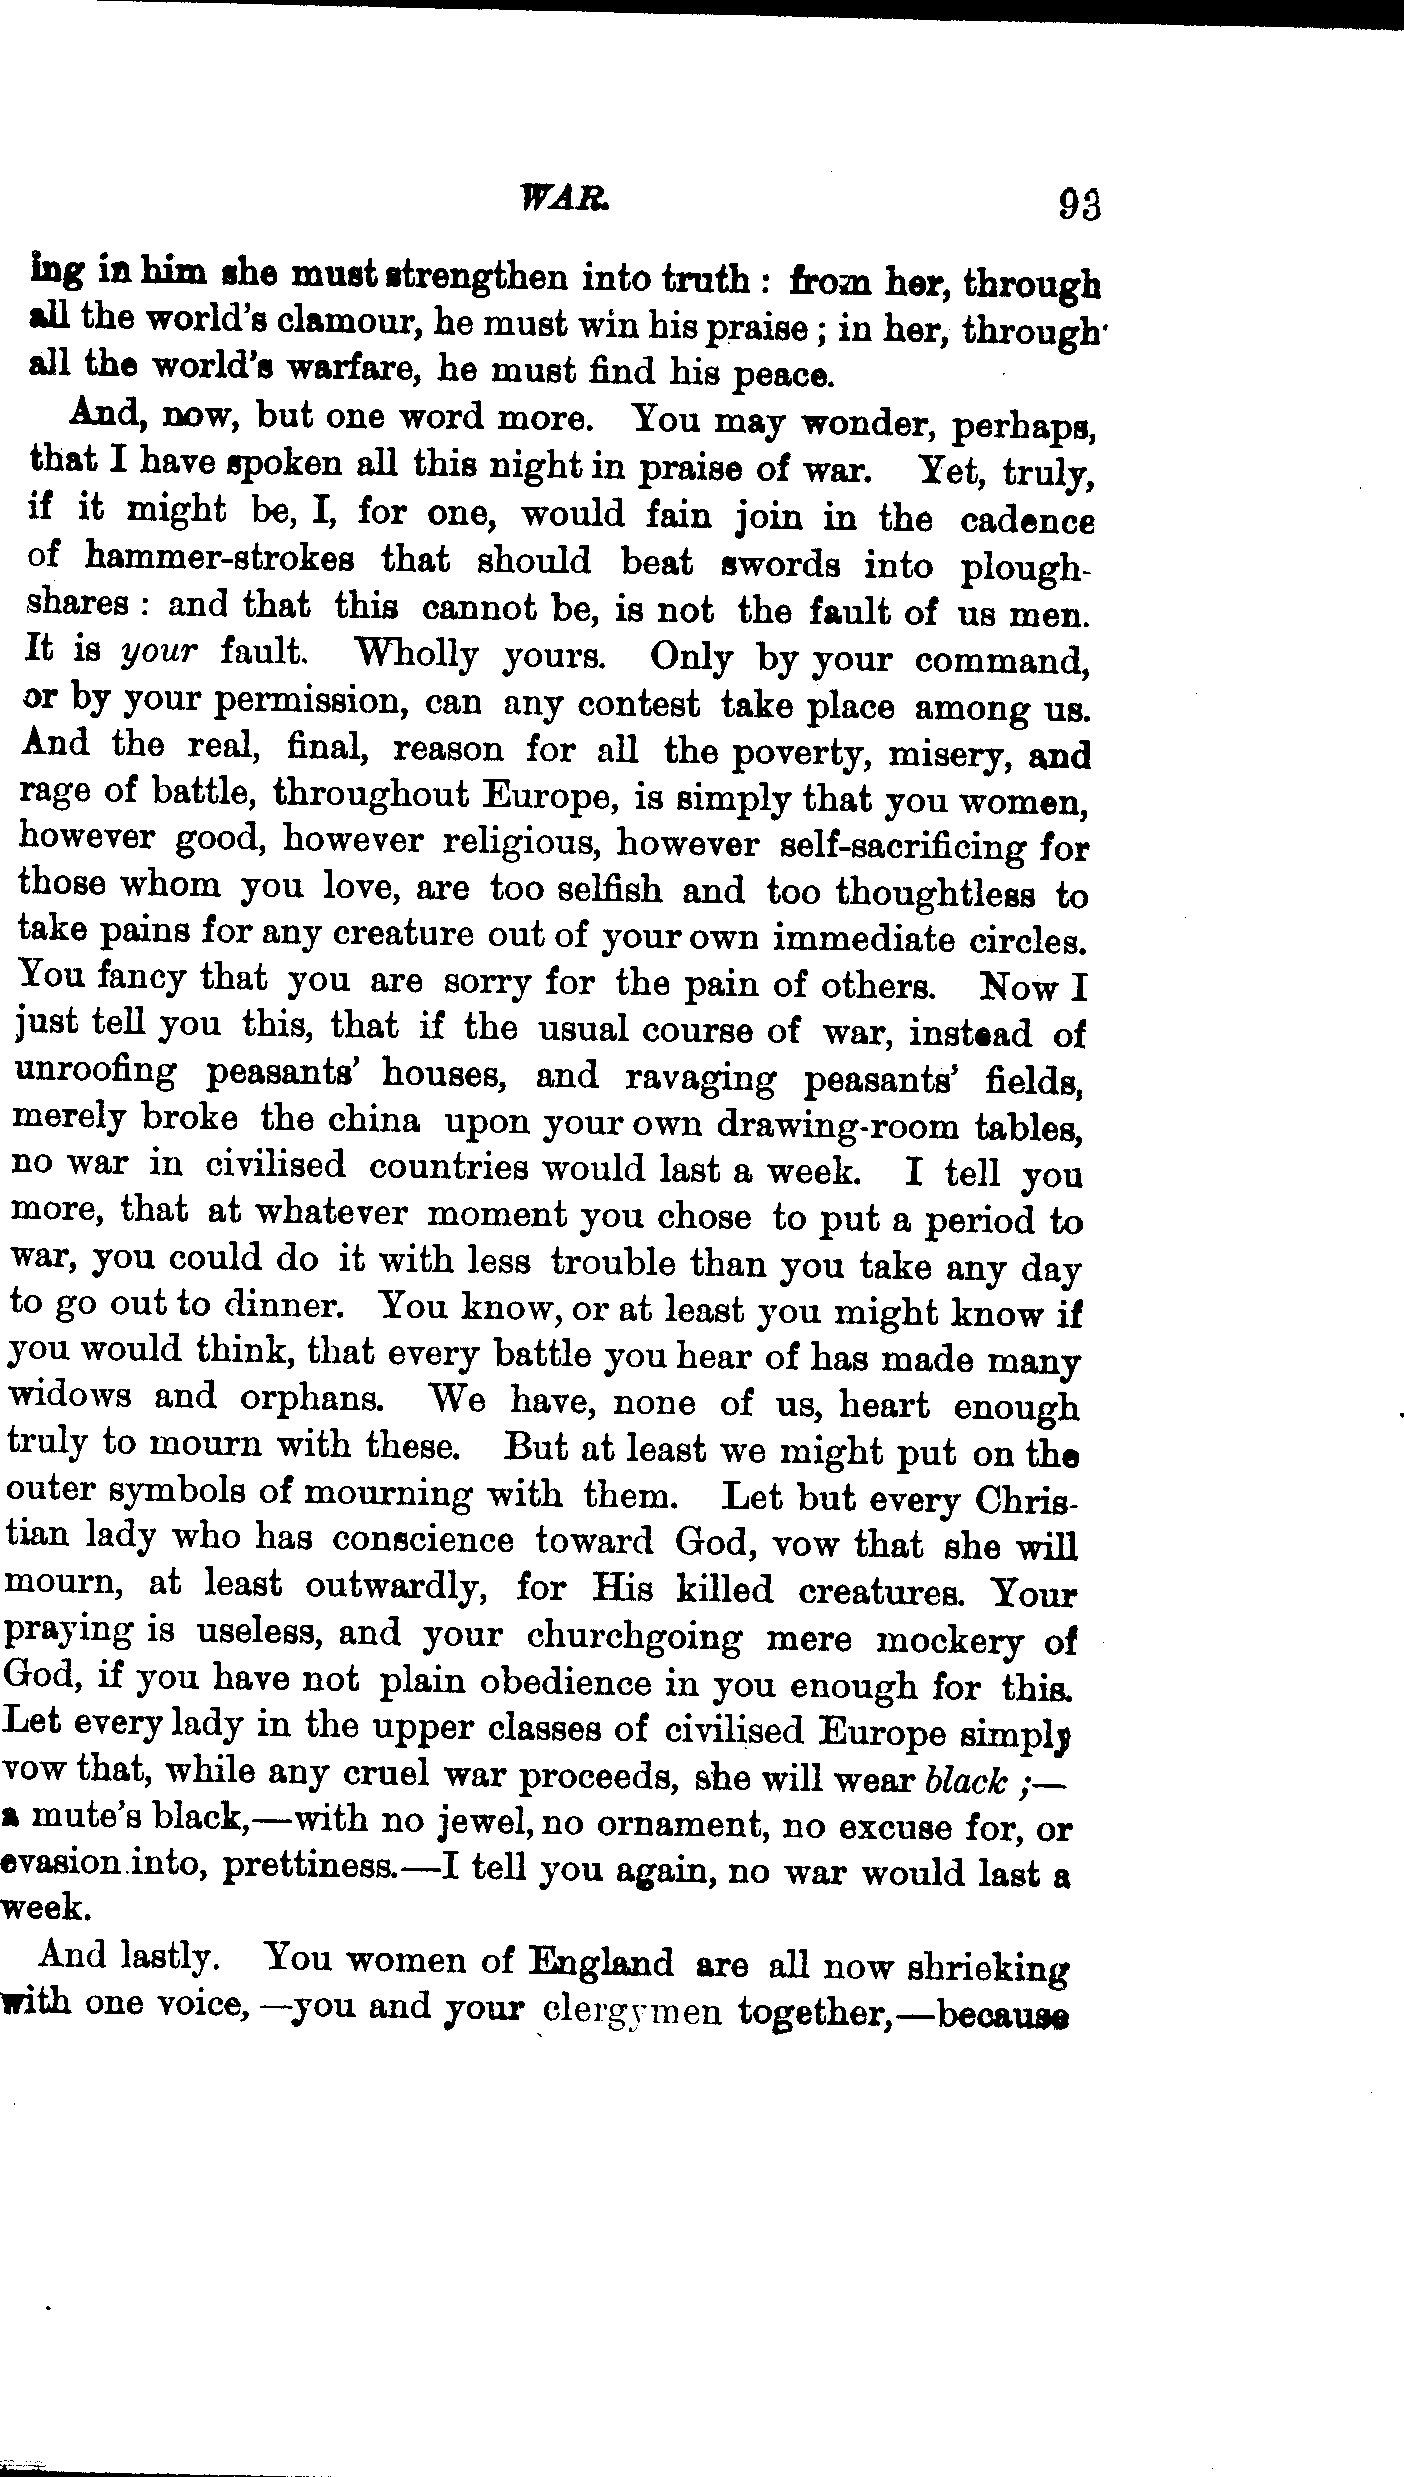 WAR. 93
ing in him she must strengthen into truth : from her, through
all the world's clamour, he must win his praise ; in her, through
all the world's warfare, he must find his peace.
And, now, but one word more. You may wonder, perhaps,
that I have spoken all this night in praise of war. Yet, truly,
if it might be, I, for one, would fain join in the cadence
of hammer-strokes that should beat swords into plough-
shares : and that this cannot be, is not the fault of us men.
It is your fault. Wholly yours. Only by your command,
or by your permission, can any contest take place among us.
And the real, final, reason for all the poverty, misery, and
rage of battle, throughout Europe, is simply that you women,
however good, however religious, however self-sacrificing for
those whom you love, are too selfish and too thoughtless to
take pains for any creature out of your own immediate circles.
You fancy that you are sorry for the pain of others. Now I
just tell you this, that if the usual course of war, instead of
unroofing peasants' houses, and ravaging peasants' fields,
merely broke the china upon your own drawing-room tables,
no war in civilised countries would last a week. I tell you
more, that at whatever moment you chose to put a period to
war, you could do it with less trouble than you take any day
to go out to dinner. You know, or at least you might know if
you would think, that every battle you hear of has made many
widows and orphans. We have, none of us, heart enough
truly to mourn with these. But at least we might put on the
outer symbols of mourning with them. Let but every Chris-
tian lady who has conscience toward God, vow that she will
mourn, at least outwardly, for His killed creatures. Your
praying is useless, and your churchgoing mere mockery of
God, if you have not plain obedience in you enough for this.
Let every lady in the upper classes of civilised Europe simply
vow that, while any cruel war proceeds, she will wear black ;—
a mute's black,—with no jewel, no ornament, no excuse for, or
evasion into, prettiness.—I tell you again, no war would last a
week.
And lastly. You women of England are all now shrieking
with one voice, —you and your clergymen together,—because